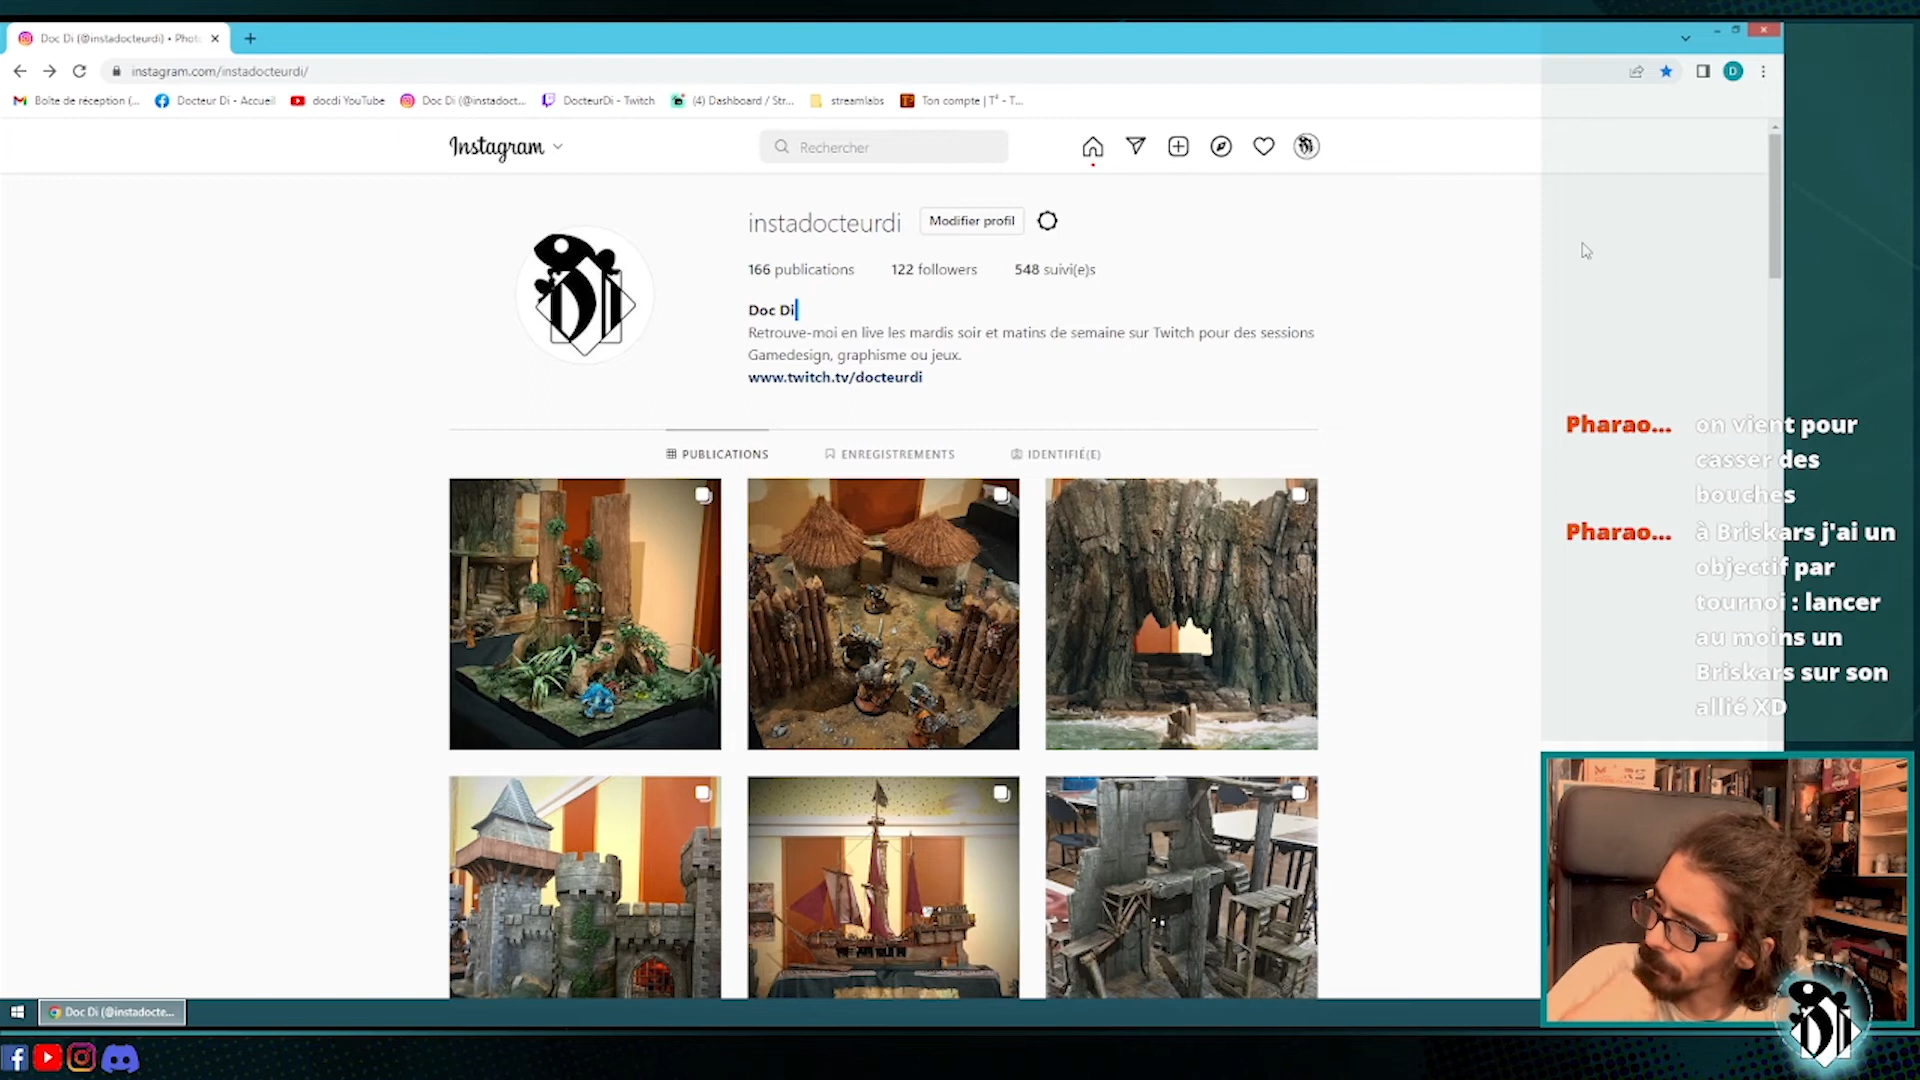 Doc Di (@instadocteurdi) • Photo
instagram.com/instadocteurdi/
Boîte de réception (... Docteur Di - Accueil docdi YouTube Doc Di (@instadoct... DocteurDi - Twitch (4) Dashboard / Str... streamlabs Ton compte | T² - T...
D
Instagram
Rechercher
instadocteurdi Modifier profil
166 publications 122 followers 548 suivi(e)s
Doc Di
Retrouve-moi en live les mardis soir et matins de semaine sur Twitch pour des sessions
Gamedesign, graphisme ou jeux.
www.twitch.tv/docteurdi
PUBLICATIONS ENREGISTREMENTS IDENTIFIÉ(E)
Pharao... on vient pour
casser des
bouches
Pharao... à Briskars j'ai un
objectif par
tournoi : lancer
au moins un
Briskars sur son
allié XD
Doc Di (@instadocte...